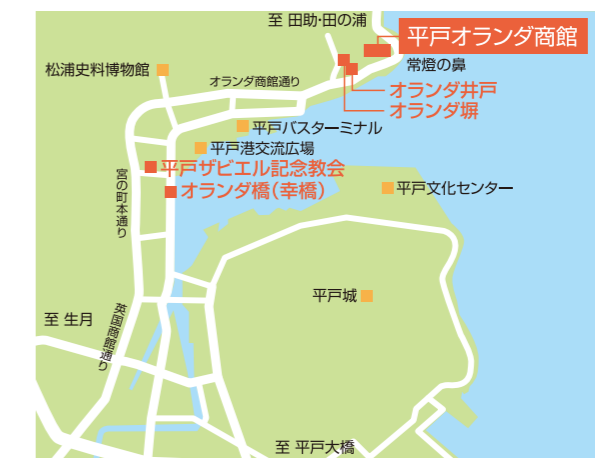 至 田助・田の浦
平戸オランダ商館
常燈の鼻
松浦史料博物館
オランダ商館通り
オランダ井戸
オランダ塀
平戸バスターミナル
平戸港交流広場
平戸ザビエル記念教会
オランダ橋（幸橋）
平戸文化センター
宮の町本通り
平戸城
至 生月
英国商館通り
至 平戸大橋